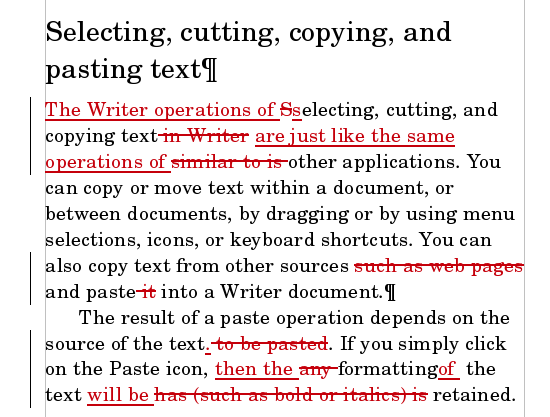 Selecting, cutting, copying, and
pasting text¶
The Writer operations of Sselecting, cutting, and
copying text in Writer are just like the same
operations of similar to is other applications. You
can copy or move text within a document, or
between documents, by dragging or by using menu
selections, icons, or keyboard shortcuts. You can
also copy text from other sources such as web pages
and paste it into a Writer document.¶
The result of a paste operation depends on the
source of the text. to be pasted. If you simply click
on the Paste icon, then the any formattingof the
text will be has (such as bold or italics) is retained.